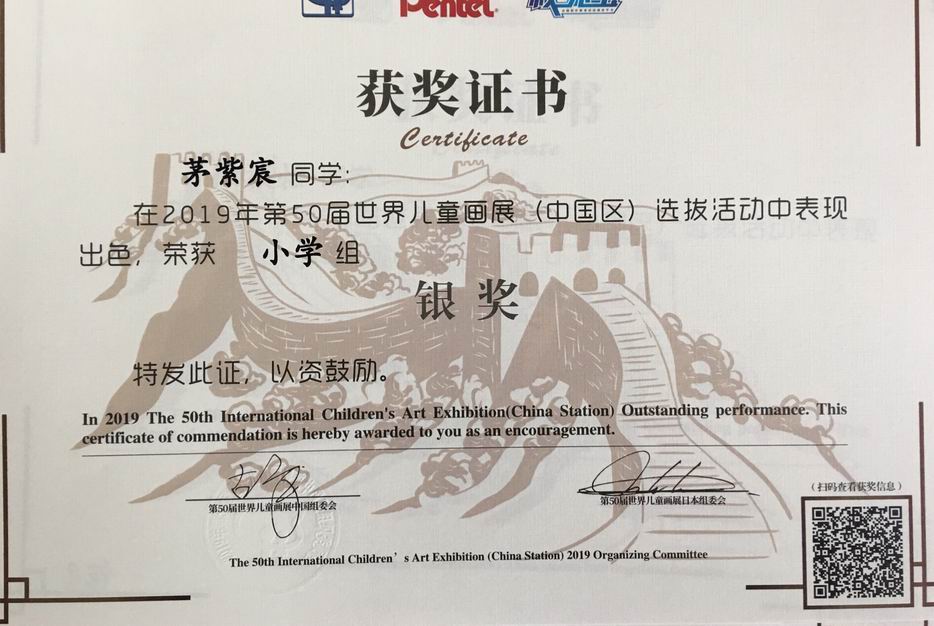 Pentel
获奖证书
Certificate
茅紫宸 同学:
在2019年第50届世界儿童画展（中国区）选拔活动中表现
出色，荣获 小学 组
银奖
特发此证，以资鼓励。
In 2019 The 50th International Children's Art Exhibition(China Station) Outstanding performance. This
certificate of commendation is hereby awarded to you as an encouragement.
第50届世界儿童画展中国组委会
第50届世界儿童画展日本组委会
（扫码查看获奖信息）
The 50th International Children’s Art Exhibition (China Station) 2019 Organizing Committee